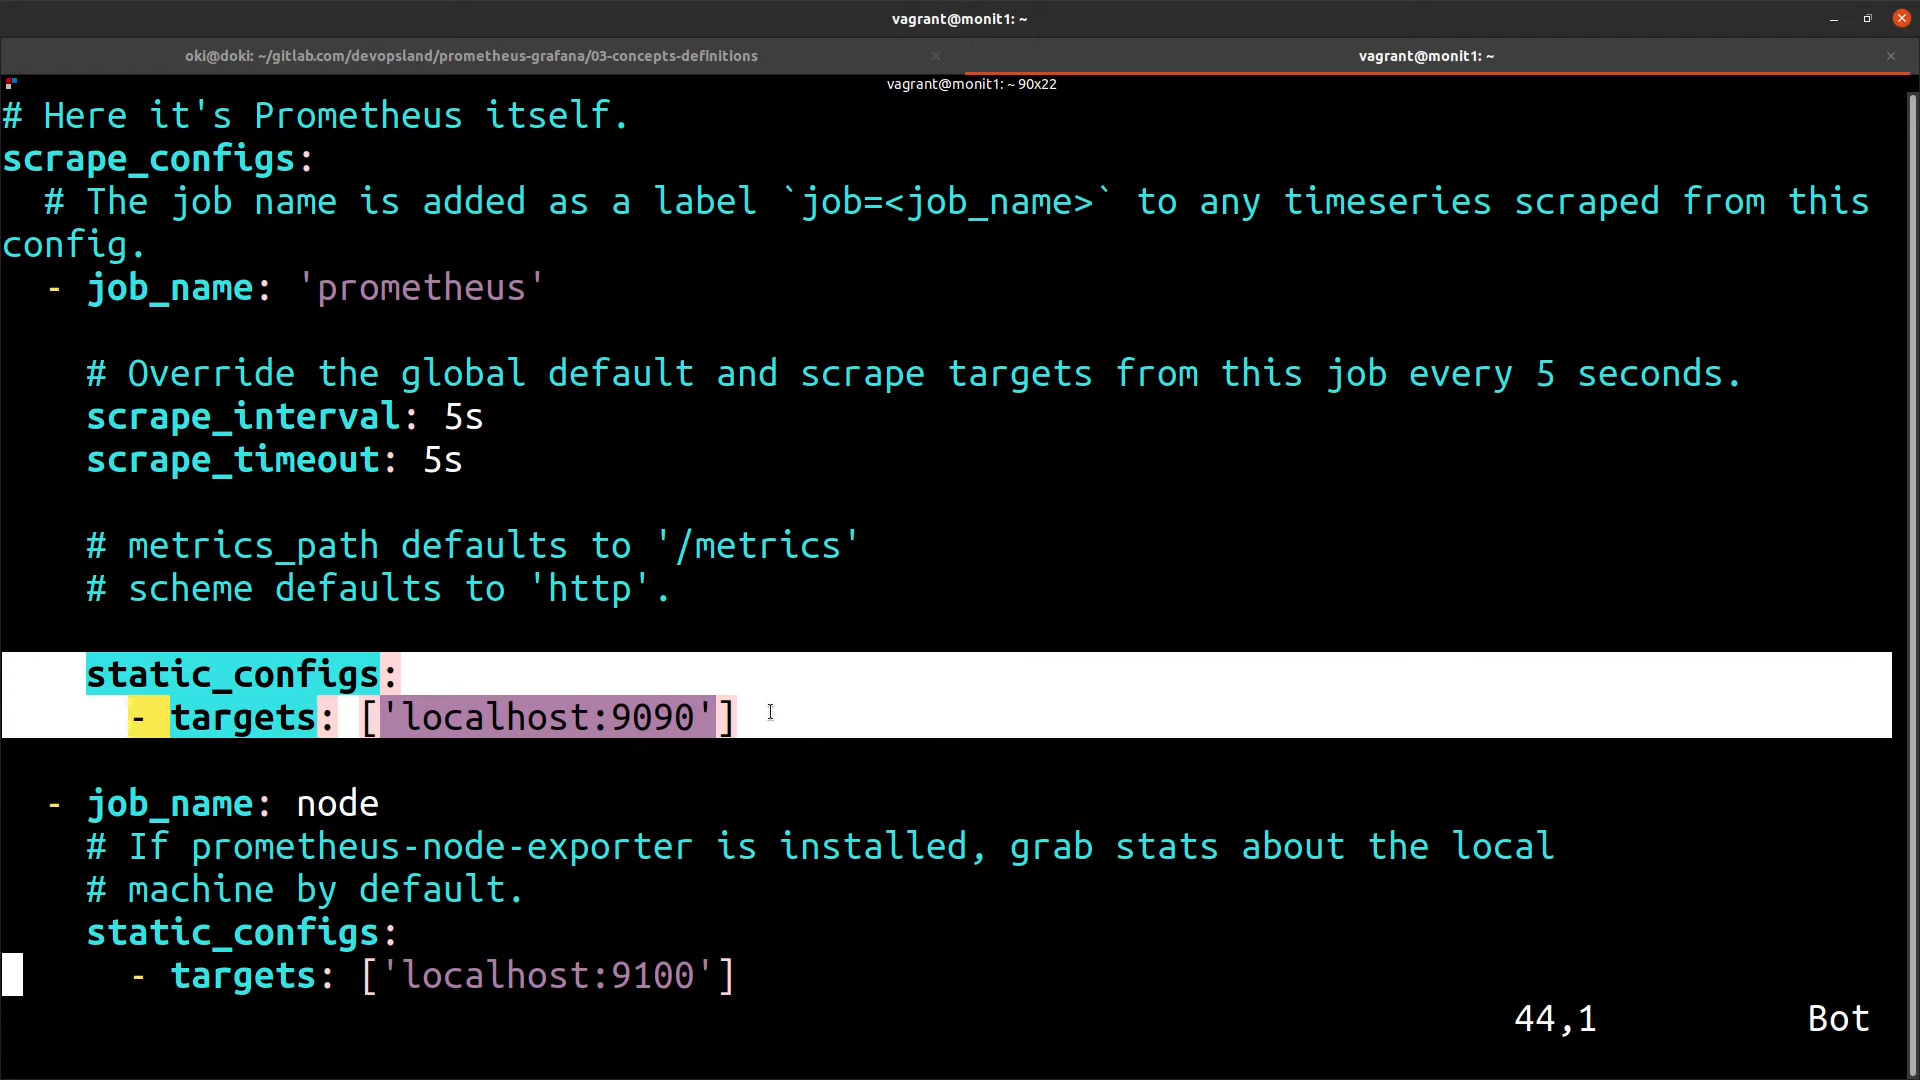 vagrant@monit1: ~
oki@doki: ~/gitlab.com/devopsland/prometheus-grafana/03-concepts-definitions
vagrant@monit1: ~
vagrant@monit1: ~ 90x22
# Here it's Prometheus itself.
scrape_configs:
  # The job name is added as a label `job=<job_name>` to any timeseries scraped from this
config.
  - job_name: 'prometheus'
    # Override the global default and scrape targets from this job every 5 seconds.
    scrape_interval: 5s
    scrape_timeout: 5s
    # metrics_path defaults to '/metrics'
    # scheme defaults to 'http'.
    static_configs:
      - targets: ['localhost:9090']
  - job_name: node
    # If prometheus-node-exporter is installed, grab stats about the local
    # machine by default.
    static_configs:
      - targets: ['localhost:9100']
44,1 Bot